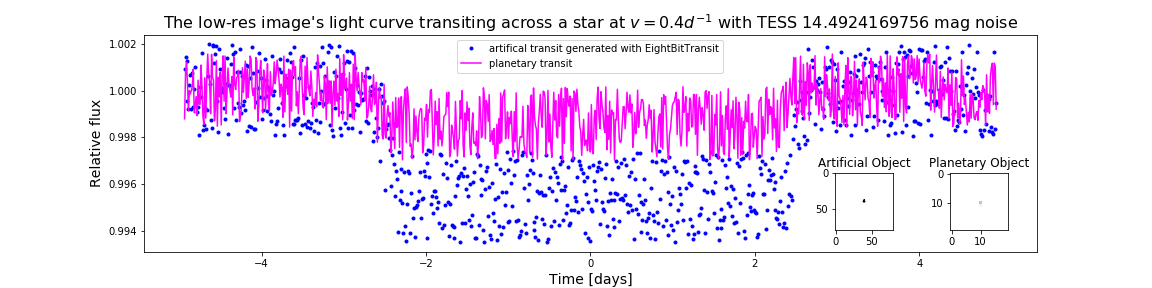 The low-res image's light curve transiting across a star at v = 0.4d⁻¹ with TESS 14.4924169756 mag noise
artifical transit generated with EightBitTransit
planetary transit
Relative flux
1.002
1.000
0.998
0.996
0.994
Artificial Object
0
50
0 50
Planetary Object
0
10
0 10
−4 −2 0 2 4
Time [days]